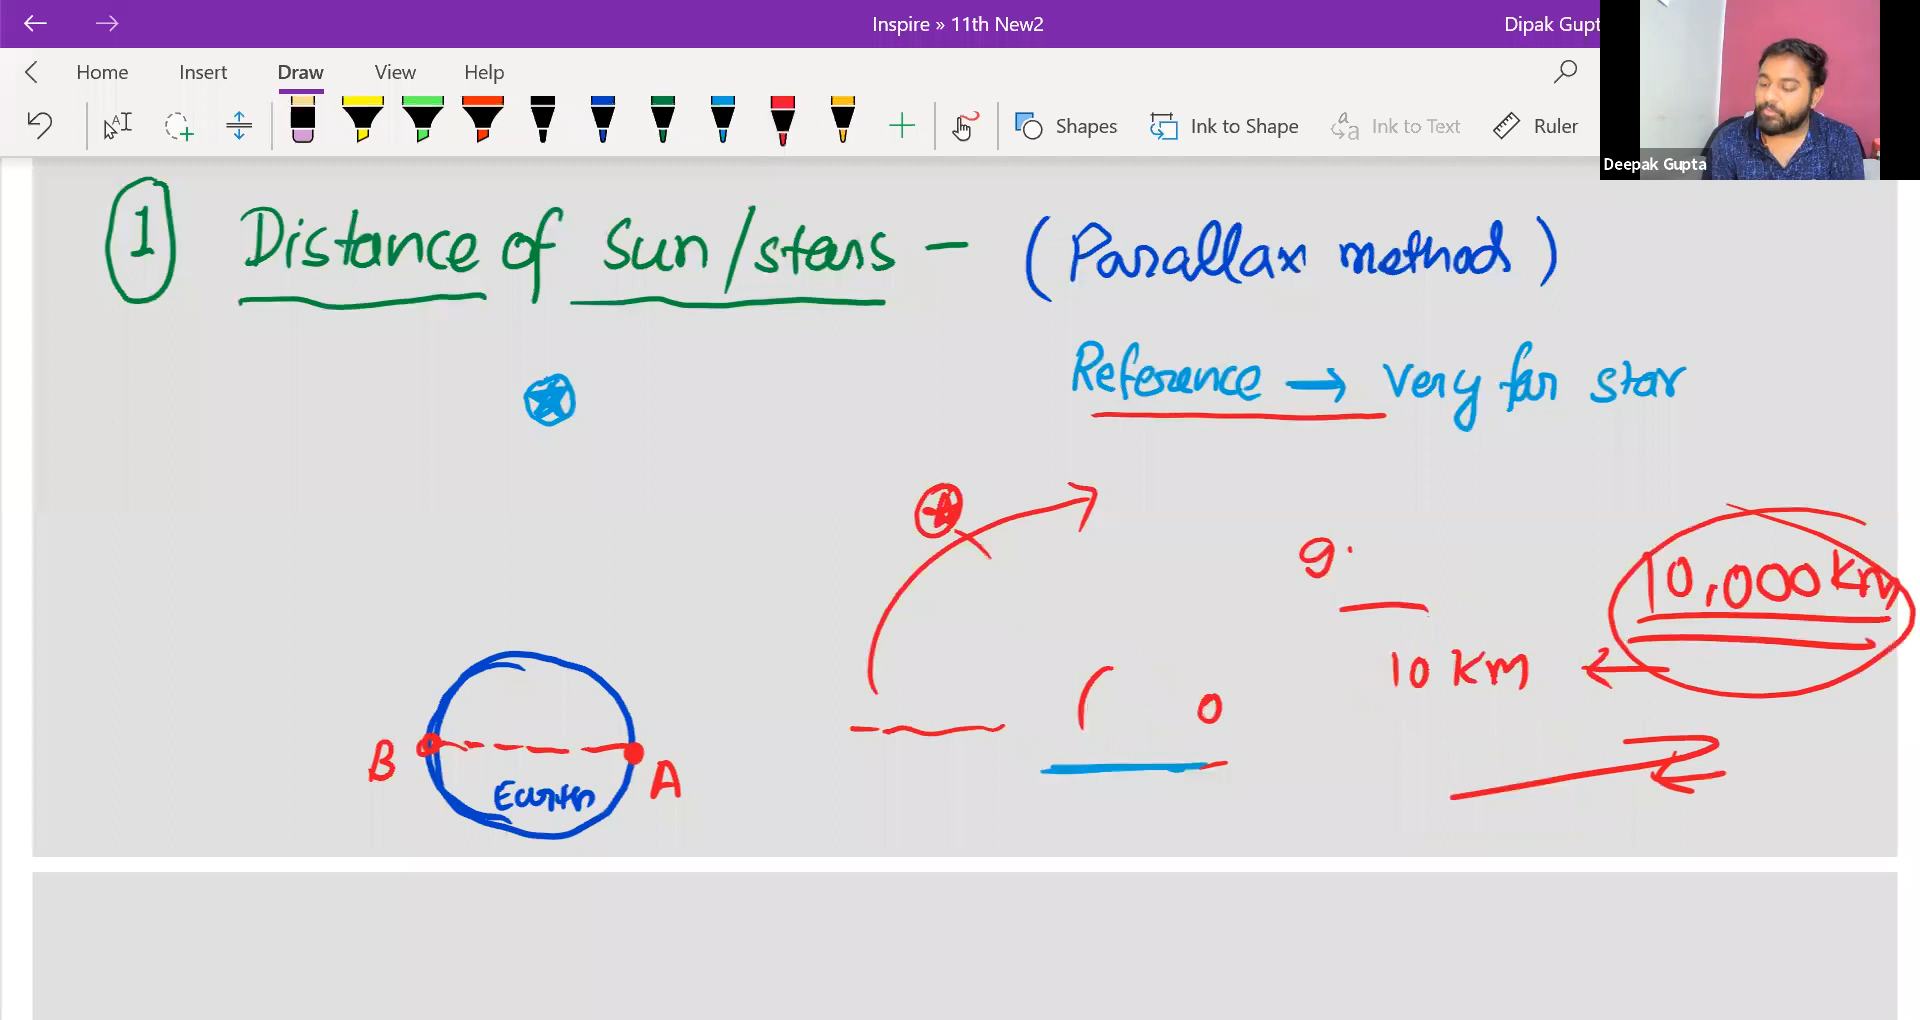 Inspire » 11th New2
Dipak Gupt
Home Insert Draw View Help
Shapes Ink to Shape Ink to Text Ruler
Deepak Gupta
1 Distance of Sun/stars - (Parallax method)
Reference → Very far star
g.
10,000 km
10 Km
0
B A
Earth